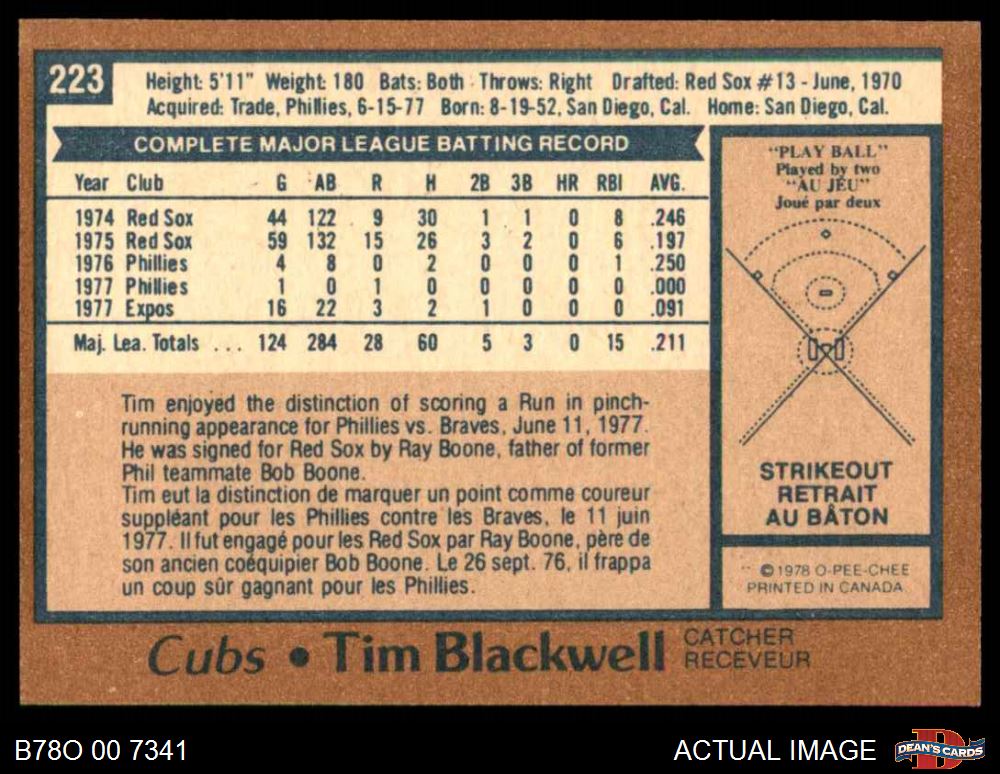 223
Height: 5'11" Weight: 180 Bats: Both Throws: Right Drafted: Red Sox #13 - June, 1970
Acquired: Trade, Phillies, 6-15-77 Born: 8-19-52, San Diego, Cal. Home: San Diego, Cal.
COMPLETE MAJOR LEAGUE BATTING RECORD
Year Club G AB R H 2B 3B HR RBI AVG.
1974 Red Sox 44 122 9 30 1 1 0 8 .246
1975 Red Sox 59 132 15 26 3 2 0 6 .197
1976 Phillies 4 8 0 2 0 0 0 1 .250
1977 Phillies 1 0 1 0 0 0 0 0 .000
1977 Expos 16 22 3 2 1 0 0 0 .091
Maj. Lea. Totals ... 124 284 28 60 5 3 0 15 .211
Tim enjoyed the distinction of scoring a Run in pinch-
running appearance for Phillies vs. Braves, June 11, 1977.
He was signed for Red Sox by Ray Boone, father of former
Phil teammate Bob Boone.
Tim eut la distinction de marquer un point comme coureur
suppléant pour les Phillies contre les Braves, le 11 juin
1977. Il fut engagé pour les Red Sox par Ray Boone, père de
son ancien coéquipier Bob Boone. Le 26 sept. 76, il frappa
un coup sûr gagnant pour les Phillies.
"PLAY BALL"
Played by two
"AU JEU"
Joué par deux
STRIKEOUT
RETRAIT
AU BÂTON
©1978 O-PEE-CHEE
PRINTED IN CANADA
Cubs • Tim Blackwell CATCHER
RECEVEUR
B78O 00 7341
ACTUAL IMAGE
D
DEAN'S CARDS